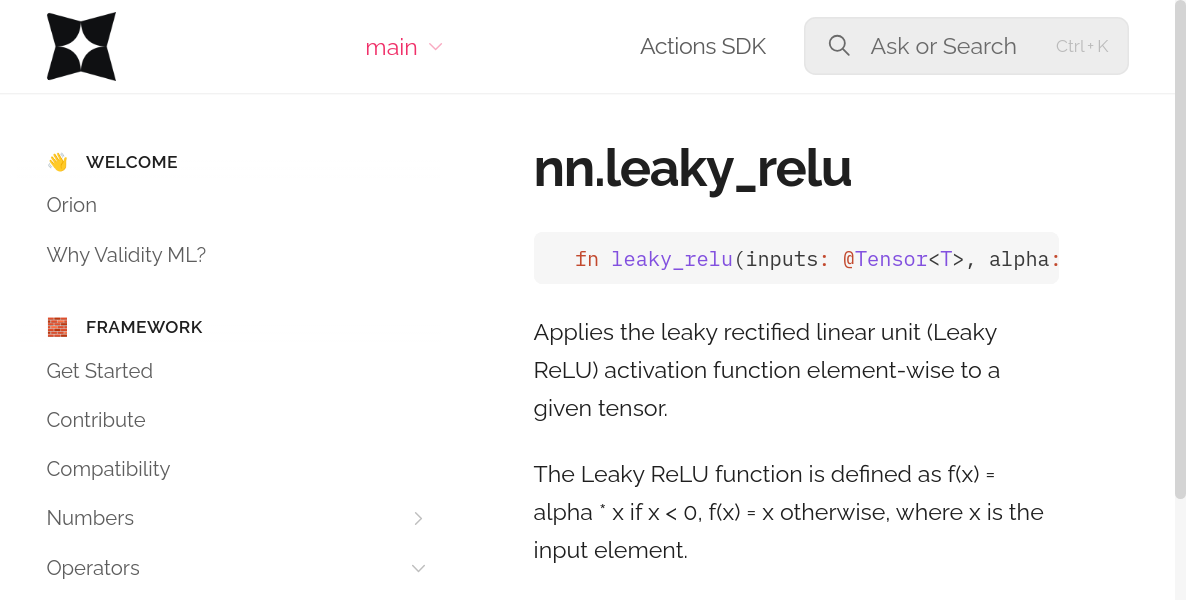 main
Actions SDK
Ask or Search
Ctrl + K
👋 WELCOME
Orion
Why Validity ML?
🧱 FRAMEWORK
Get Started
Contribute
Compatibility
Numbers
Operators
nn.leaky_relu
fn leaky_relu(inputs: @Tensor<T>, alpha:
Applies the leaky rectified linear unit (Leaky
ReLU) activation function element-wise to a
given tensor.
The Leaky ReLU function is defined as f(x) =
alpha * x if x < 0, f(x) = x otherwise, where x is the
input element.